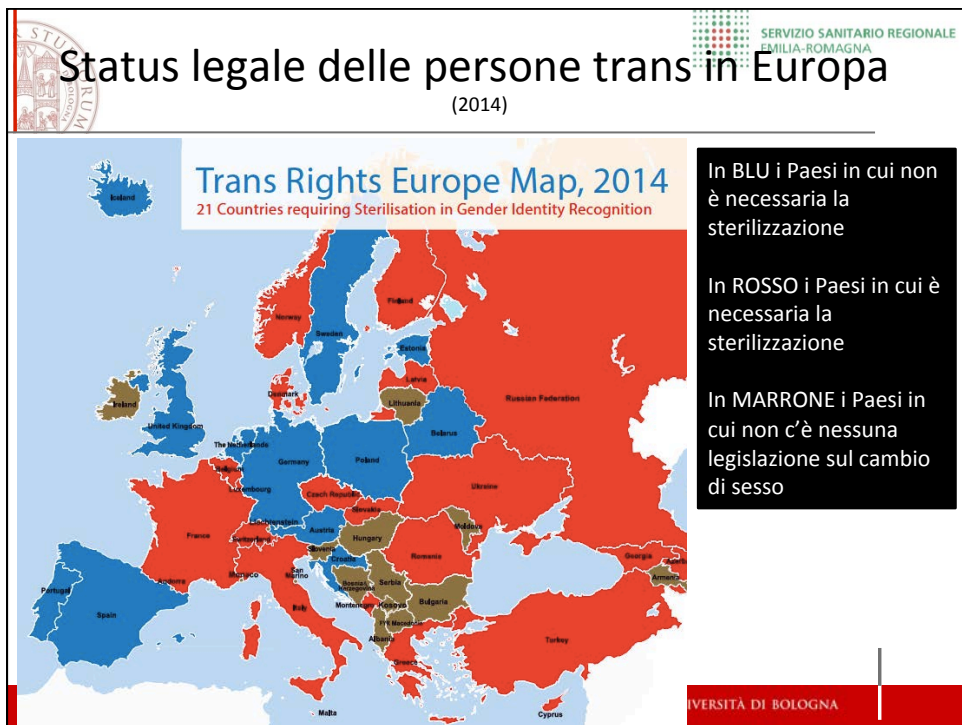 SERVIZIO SANITARIO REGIONALE
EMILIA-ROMAGNA
Status legale delle persone trans in Europa
(2014)
Trans Rights Europe Map, 2014
21 Countries requiring Sterilisation in Gender Identity Recognition
In BLU i Paesi in cui non
è necessaria la
sterilizzazione
In ROSSO i Paesi in cui è
necessaria la
sterilizzazione
In MARRONE i Paesi in
cui non c'è nessuna
legislazione sul cambio
di sesso
Iceland
Norway
Finland
Sweden
Estonia
Latvia
Denmark
Lithuania
Russian Federation
Ireland
United Kingdom
Belarus
The Netherlands
Germany
Poland
Belgium
Luxembourg
Czech Republic
Ukraine
Slovakia
Liechtenstein
Austria
Moldova
France
Switzerland
Hungary
Slovenia
Romania
Croatia
Georgia
Monaco
San
Marino
Bosnia
Herzegovina
Serbia
Armenia
Andorra
Portugal
Spain
Italy
Montenegro
Kosovo
Bulgaria
FYR Macedonia
Albania
Turkey
Greece
Malta
Cyprus
VERSITÀ DI BOLOGNA